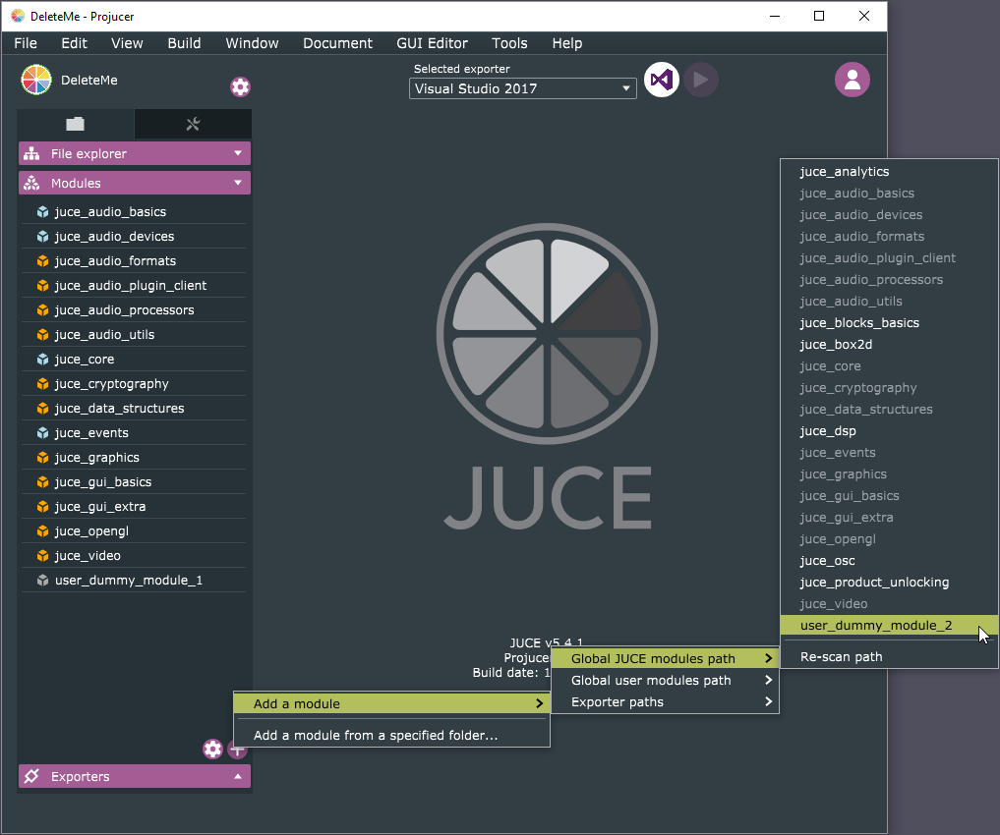 DeleteMe - Projucer
File Edit View Build Window Document GUI Editor Tools Help
DeleteMe
Selected exporter
Visual Studio 2017
File explorer
Modules
juce_audio_basics
juce_audio_devices
juce_audio_formats
juce_audio_plugin_client
juce_audio_processors
juce_audio_utils
juce_core
juce_cryptography
juce_data_structures
juce_events
juce_graphics
juce_gui_basics
juce_gui_extra
juce_opengl
juce_video
user_dummy_module_1
Exporters
JUCE
JUCE v5.4.1
Projucer
Build date: 1
Add a module
Add a module from a specified folder...
Global JUCE modules path
Global user modules path
Exporter paths
juce_analytics
juce_audio_basics
juce_audio_devices
juce_audio_formats
juce_audio_plugin_client
juce_audio_processors
juce_audio_utils
juce_blocks_basics
juce_box2d
juce_core
juce_cryptography
juce_data_structures
juce_dsp
juce_events
juce_graphics
juce_gui_basics
juce_gui_extra
juce_opengl
juce_osc
juce_product_unlocking
juce_video
user_dummy_module_2
Re-scan path